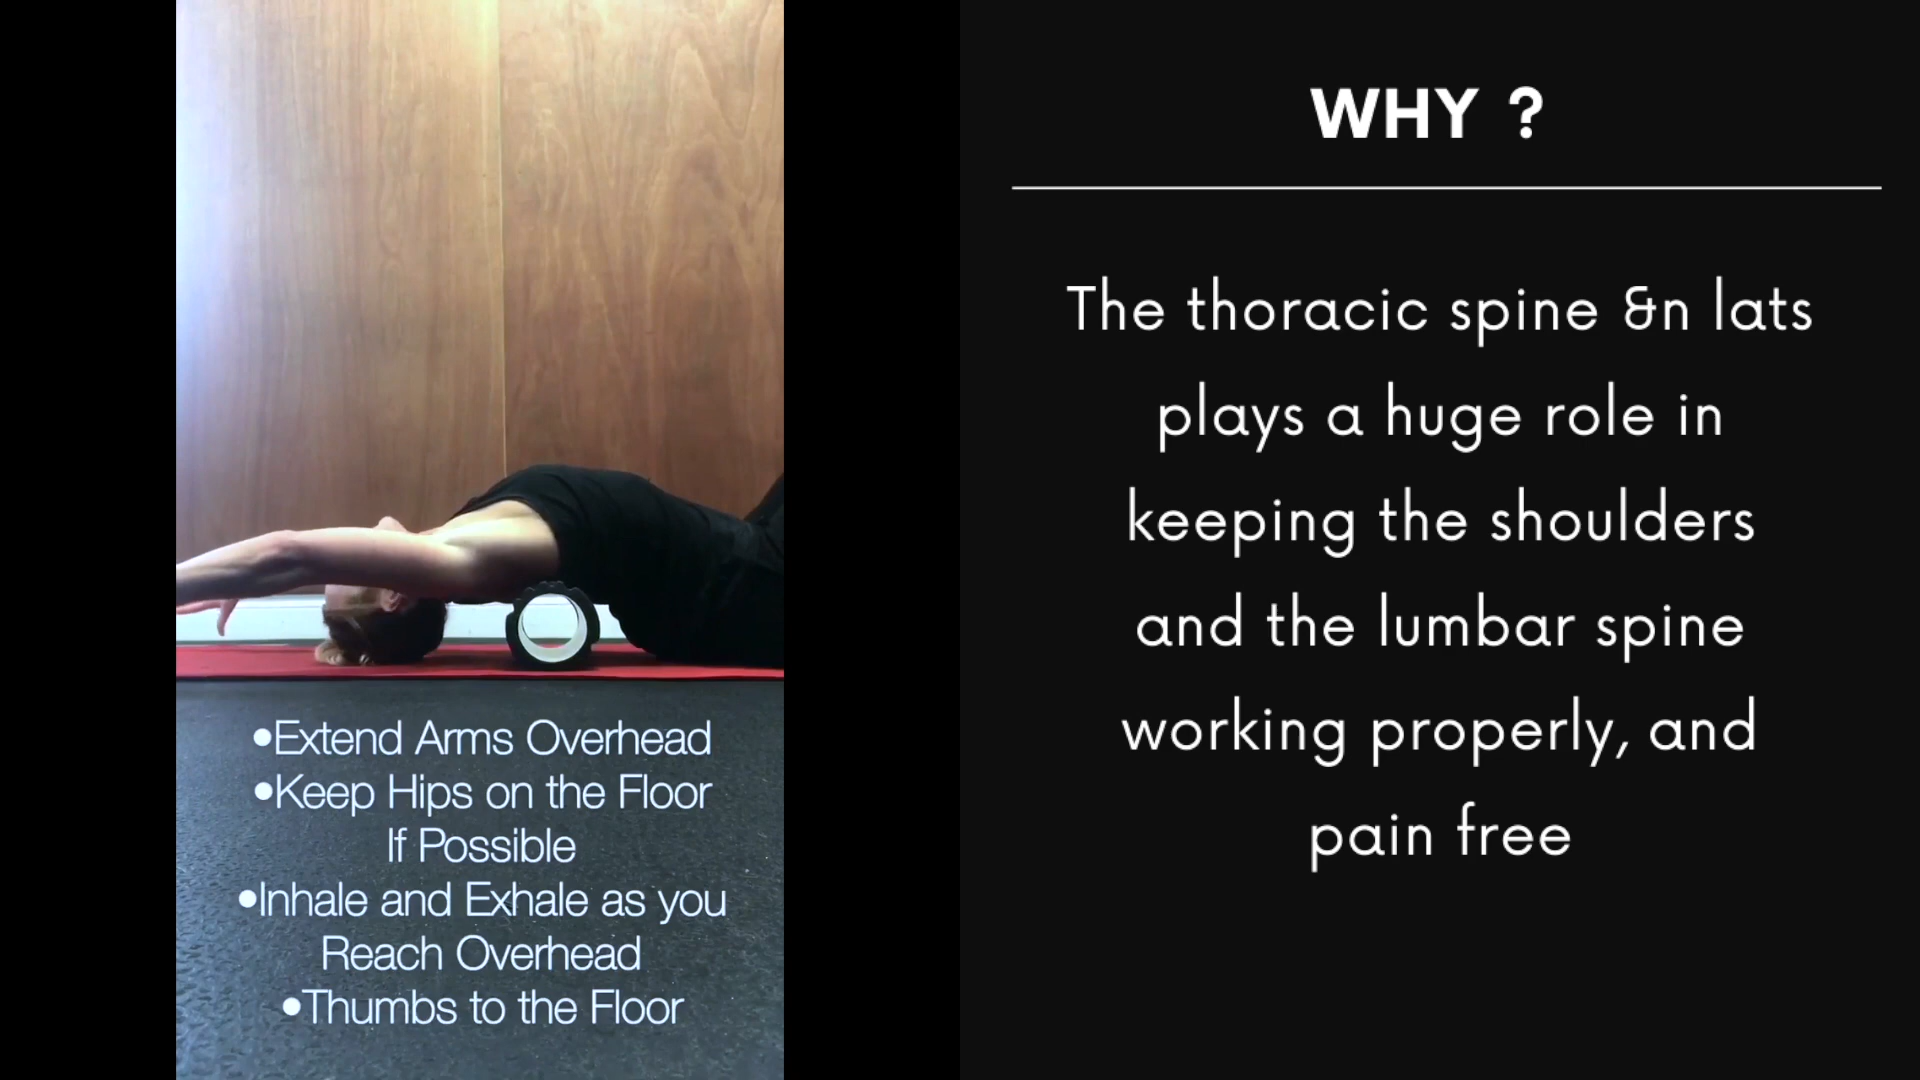 •Extend Arms Overhead
•Keep Hips on the Floor
If Possible
•Inhale and Exhale as you
Reach Overhead
•Thumbs to the Floor
WHY ?
The thoracic spine &n lats
plays a huge role in
keeping the shoulders
and the lumbar spine
working properly, and
pain free